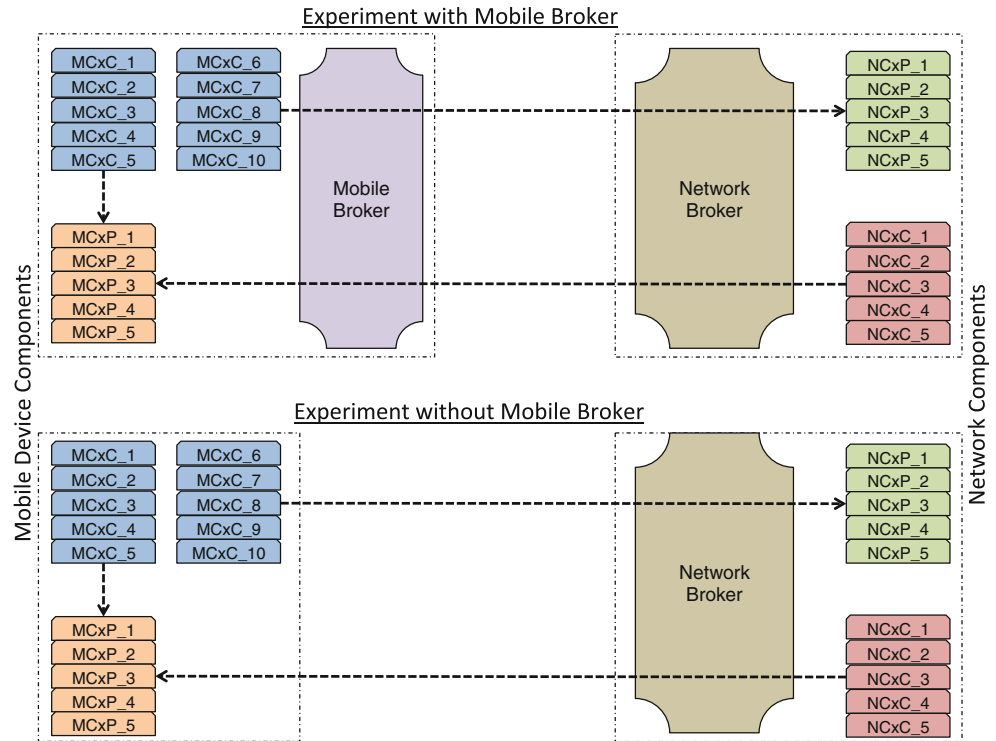 Experiment with Mobile Broker
MCxC_1
MCxC_2
MCxC_3
MCxC_4
MCxC_5
MCxC_6
MCxC_7
MCxC_8
MCxC_9
MCxC_10
MCxP_1
MCxP_2
MCxP_3
MCxP_4
MCxP_5
Mobile
Broker
Network
Broker
NCxP_1
NCxP_2
NCxP_3
NCxP_4
NCxP_5
NCxC_1
NCxC_2
NCxC_3
NCxC_4
NCxC_5
Mobile Device Components
Network Components
Experiment without Mobile Broker
MCxC_1
MCxC_2
MCxC_3
MCxC_4
MCxC_5
MCxC_6
MCxC_7
MCxC_8
MCxC_9
MCxC_10
MCxP_1
MCxP_2
MCxP_3
MCxP_4
MCxP_5
Network
Broker
NCxP_1
NCxP_2
NCxP_3
NCxP_4
NCxP_5
NCxC_1
NCxC_2
NCxC_3
NCxC_4
NCxC_5